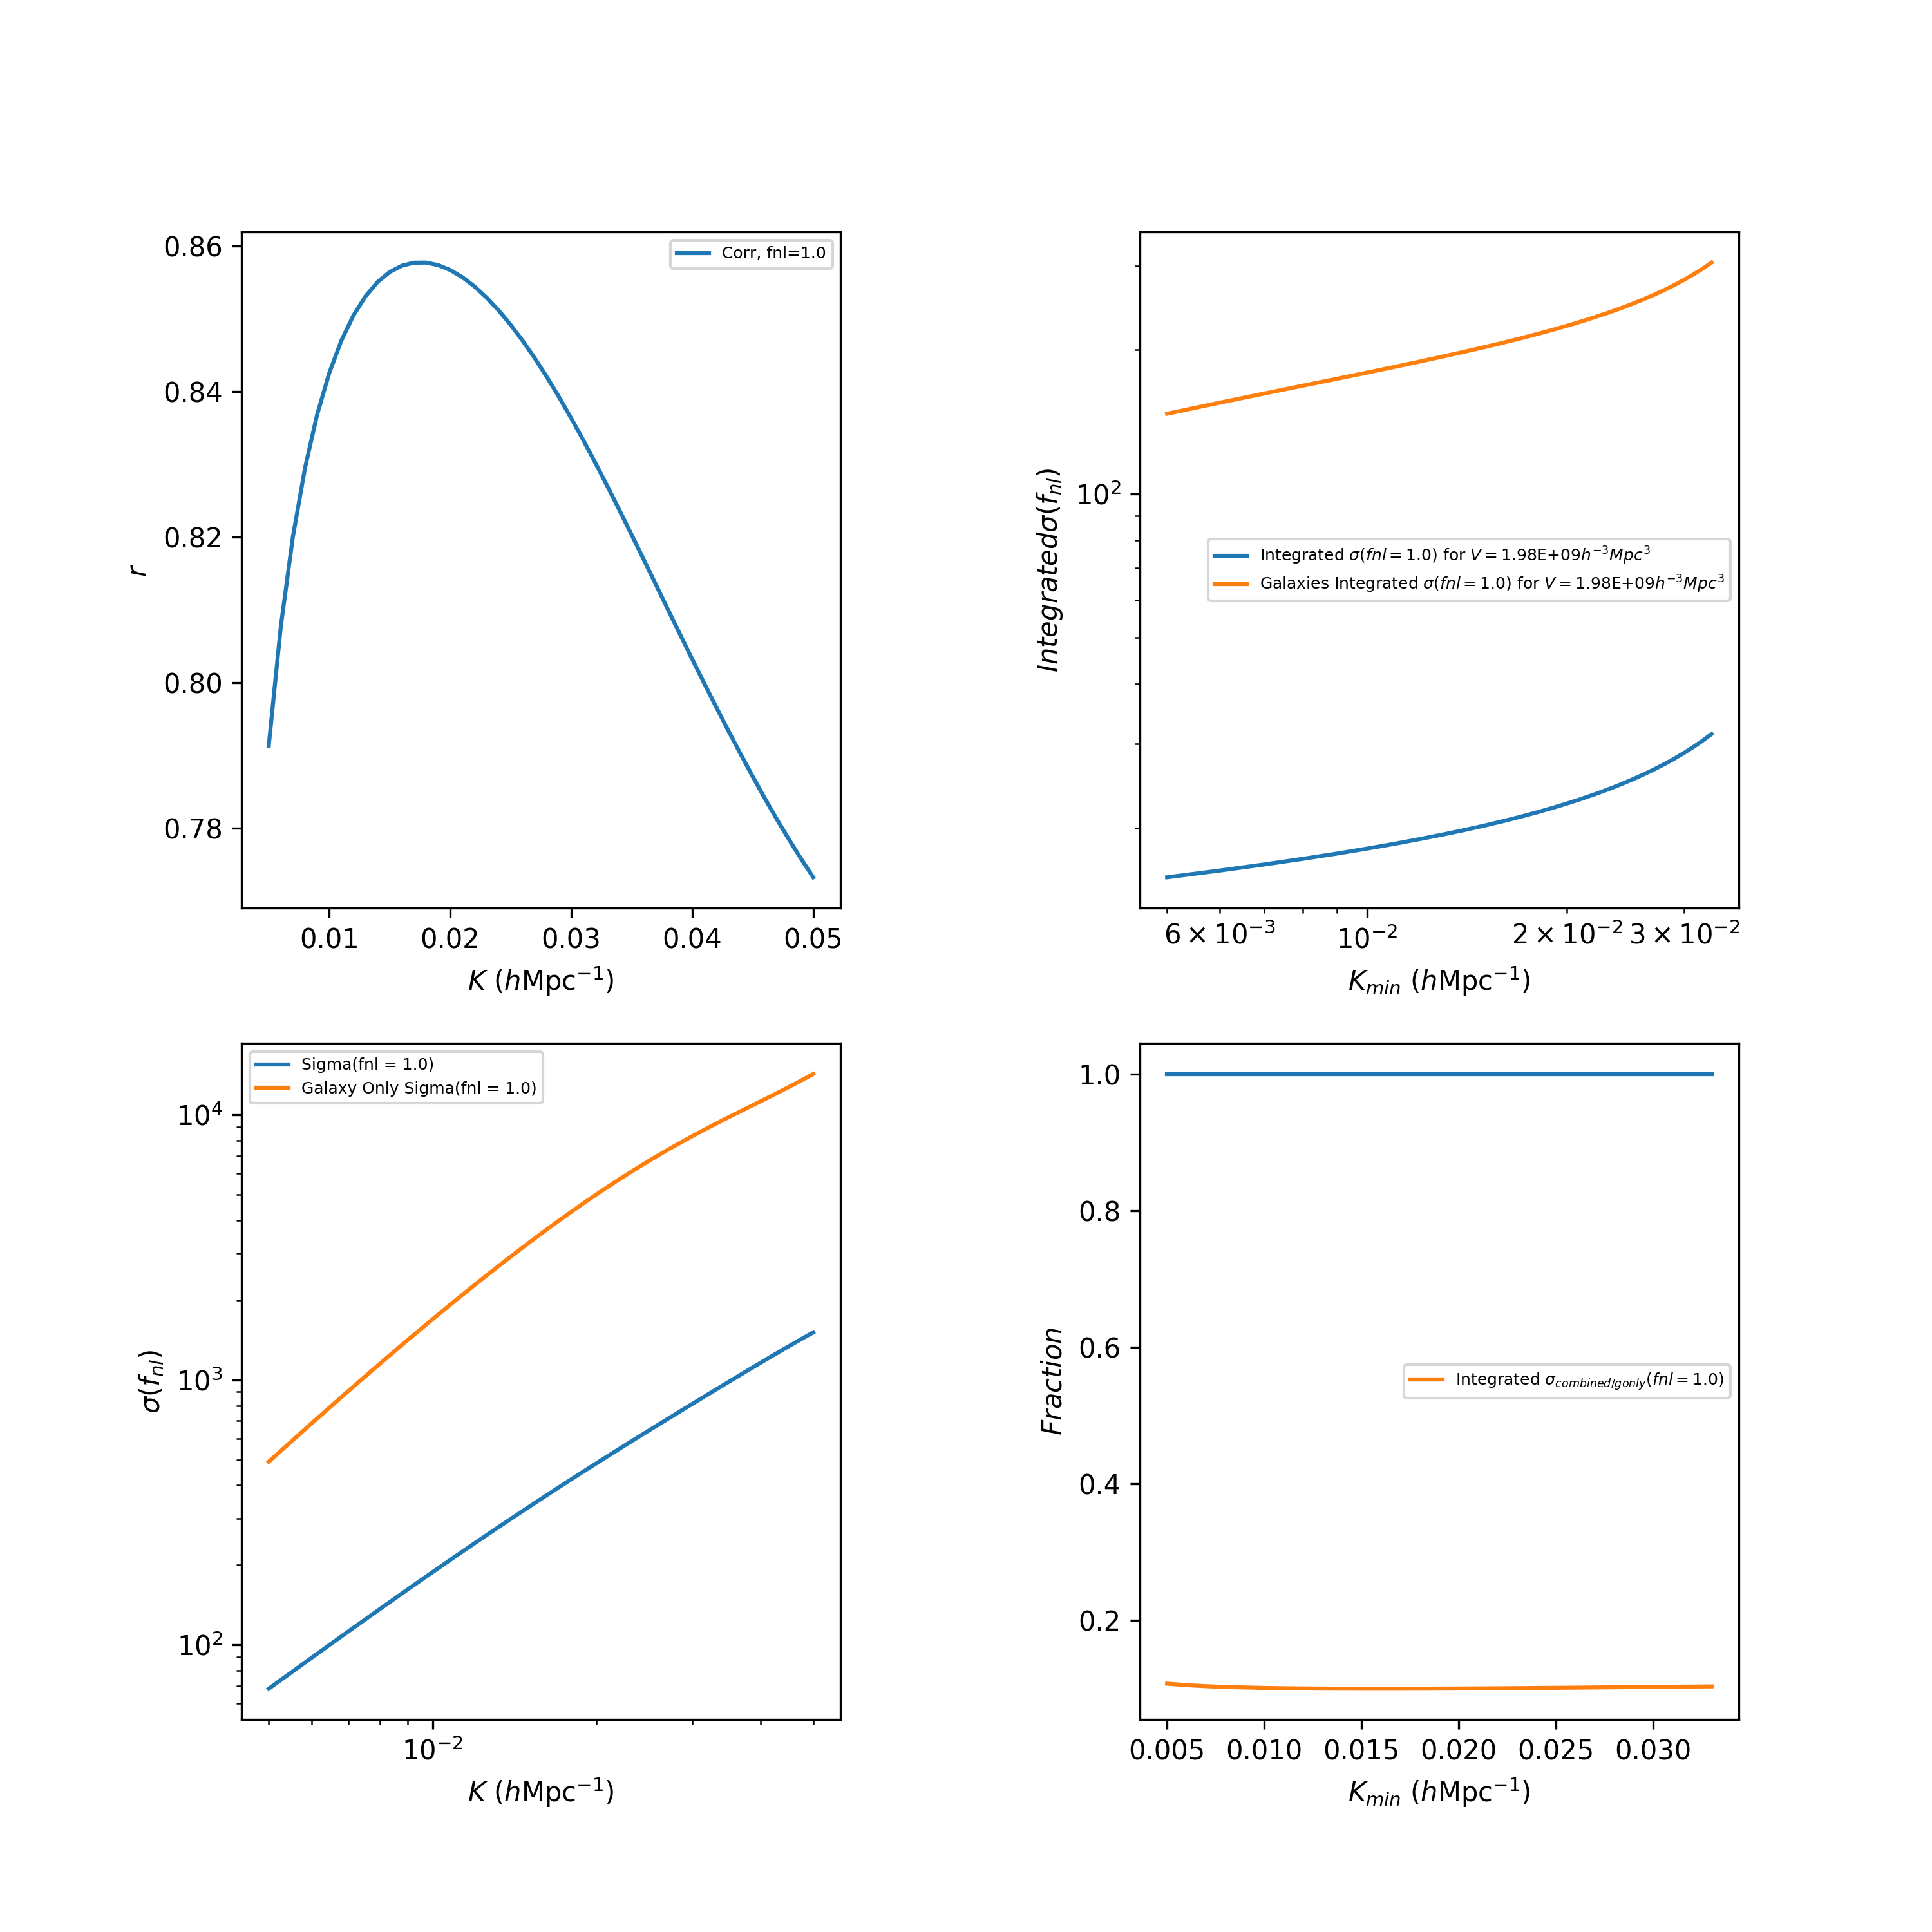 Corr, fnl=1.0
0.86
0.84
0.82
0.80
0.78
r
0.01 0.02 0.03 0.04 0.05
K (hMpc⁻¹)
Integrated σ(fnl = 1.0) for V = 1.98E+09h⁻³Mpc³
Galaxies Integrated σ(fnl = 1.0) for V = 1.98E+09h⁻³Mpc³
10²
Integratedσ(fₙₗ)
6 × 10⁻³ 10⁻² 2 × 10⁻² 3 × 10⁻²
K_min (hMpc⁻¹)
Sigma(fnl = 1.0)
Galaxy Only Sigma(fnl = 1.0)
10⁴
10³
10²
σ(fₙₗ)
10⁻²
K (hMpc⁻¹)
1.0
0.8
0.6
0.4
0.2
Fraction
Integrated σ_combined/gonly(fnl = 1.0)
0.005 0.010 0.015 0.020 0.025 0.030
K_min (hMpc⁻¹)